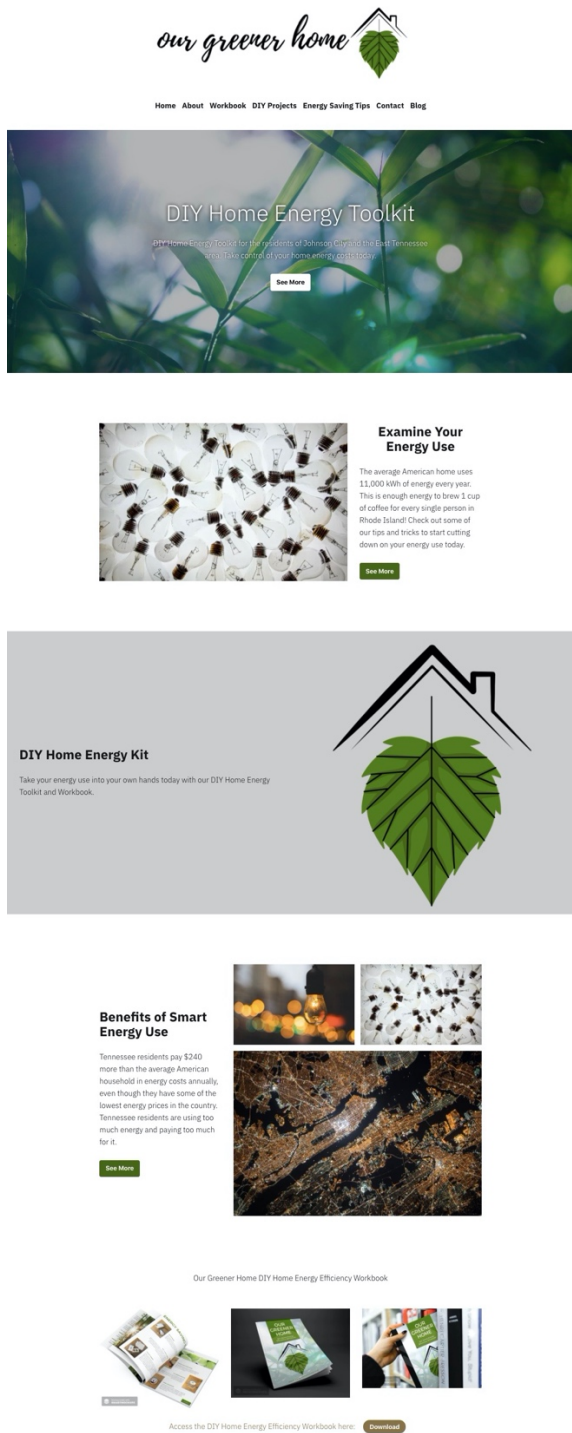 our greener home
Home About Workbook DIY Projects Energy Saving Tips Contact Blog
DIY Home Energy Toolkit
DIY Home Energy Toolkit for the residents of Johnson City and the East Tennessee
area. Take control of your home energy costs today.
See More
Examine Your
Energy Use
The average American home uses
11,000 kWh of energy every year.
This is enough energy to brew 1 cup
of coffee for every single person in
Rhode Island! Check out some of
our tips and tricks to start cutting
down on your energy use today.
See More
DIY Home Energy Kit
Take your energy use into your own hands today with our DIY Home Energy
Toolkit and Workbook.
Benefits of Smart
Energy Use
Tennessee residents pay $240
more than the average American
household in energy costs annually,
even though they have some of the
lowest energy prices in the country.
Tennessee residents are using too
much energy and paying too much
for it.
See More
Our Greener Home DIY Home Energy Efficiency Workbook
OUR
GREENER
HOME
OUR
GREENER
HOME
Access the DIY Home Energy Efficiency Workbook here:
Download